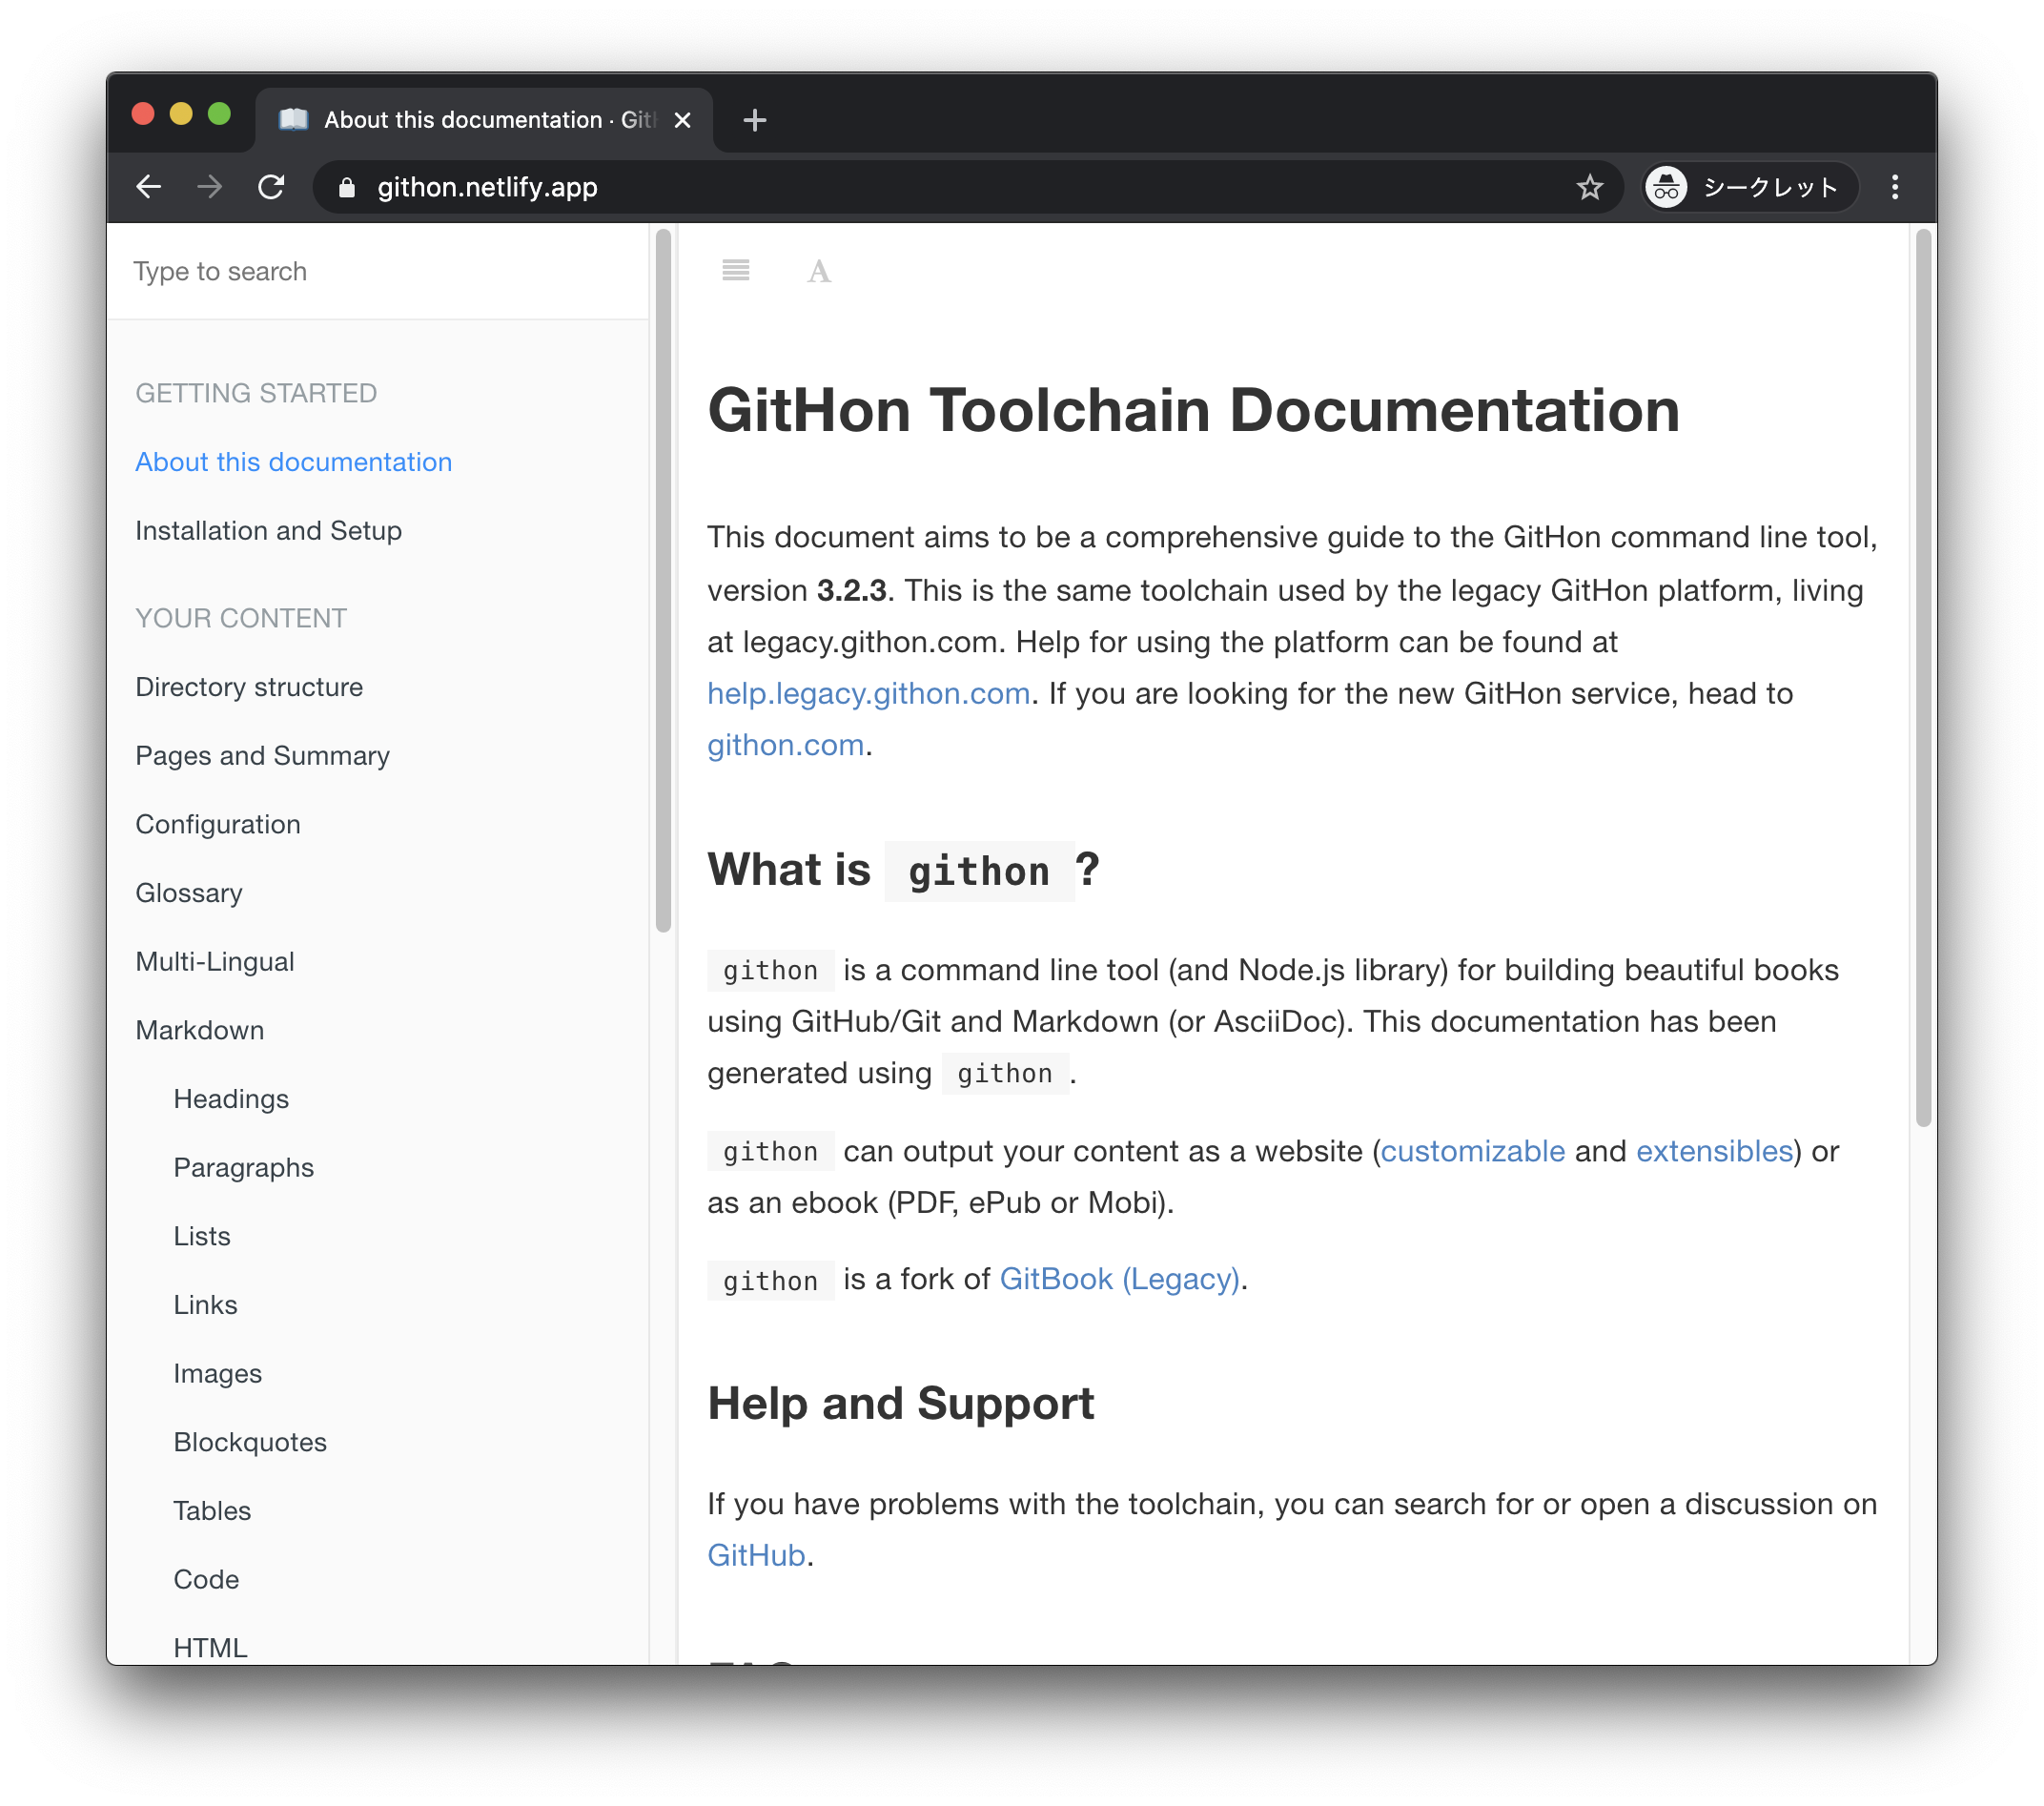 About this documentation · Git
githon.netlify.app
シークレット
Type to search
GETTING STARTED
About this documentation
Installation and Setup
YOUR CONTENT
Directory structure
Pages and Summary
Configuration
Glossary
Multi-Lingual
Markdown
Headings
Paragraphs
Lists
Links
Images
Blockquotes
Tables
Code
HTML
A
GitHon Toolchain Documentation
This document aims to be a comprehensive guide to the GitHon command line tool,
version 3.2.3. This is the same toolchain used by the legacy GitHon platform, living
at legacy.githon.com. Help for using the platform can be found at
help.legacy.githon.com. If you are looking for the new GitHon service, head to
githon.com.
What is githon ?
githon is a command line tool (and Node.js library) for building beautiful books
using GitHub/Git and Markdown (or AsciiDoc). This documentation has been
generated using githon .
githon can output your content as a website (customizable and extensibles) or
as an ebook (PDF, ePub or Mobi).
githon is a fork of GitBook (Legacy).
Help and Support
If you have problems with the toolchain, you can search for or open a discussion on
GitHub.